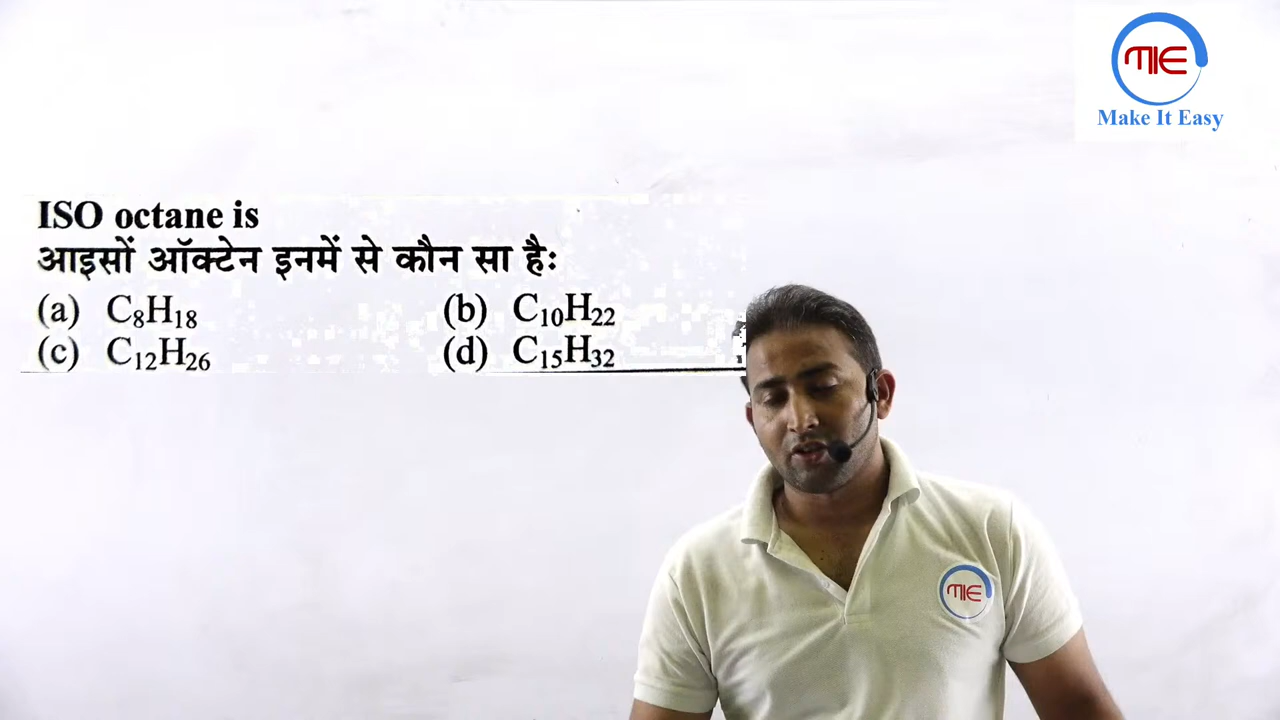 MIE
Make It Easy
ISO octane is
आइसों ऑक्टेन इनमें से कौन सा हैः
(a) C₈H₁₈ (b) C₁₀H₂₂
(c) C₁₂H₂₆ (d) C₁₅H₃₂
MIE